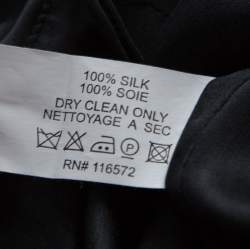 100% SILK
100% SOIE
DRY CLEAN ONLY
NETTOYAGE A SEC
P
RN# 116572